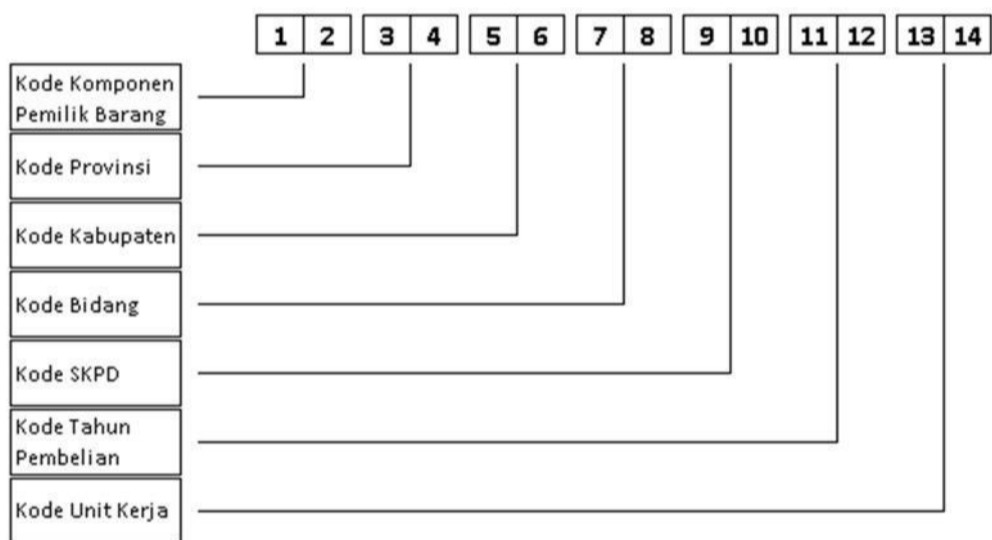 1 2 3 4 5 6 7 8 9 10 11 12 13 14
Kode Komponen
Pemilik Barang
Kode Provinsi
Kode Kabupaten
Kode Bidang
Kode SKPD
Kode Tahun
Pembelian
Kode Unit Kerja